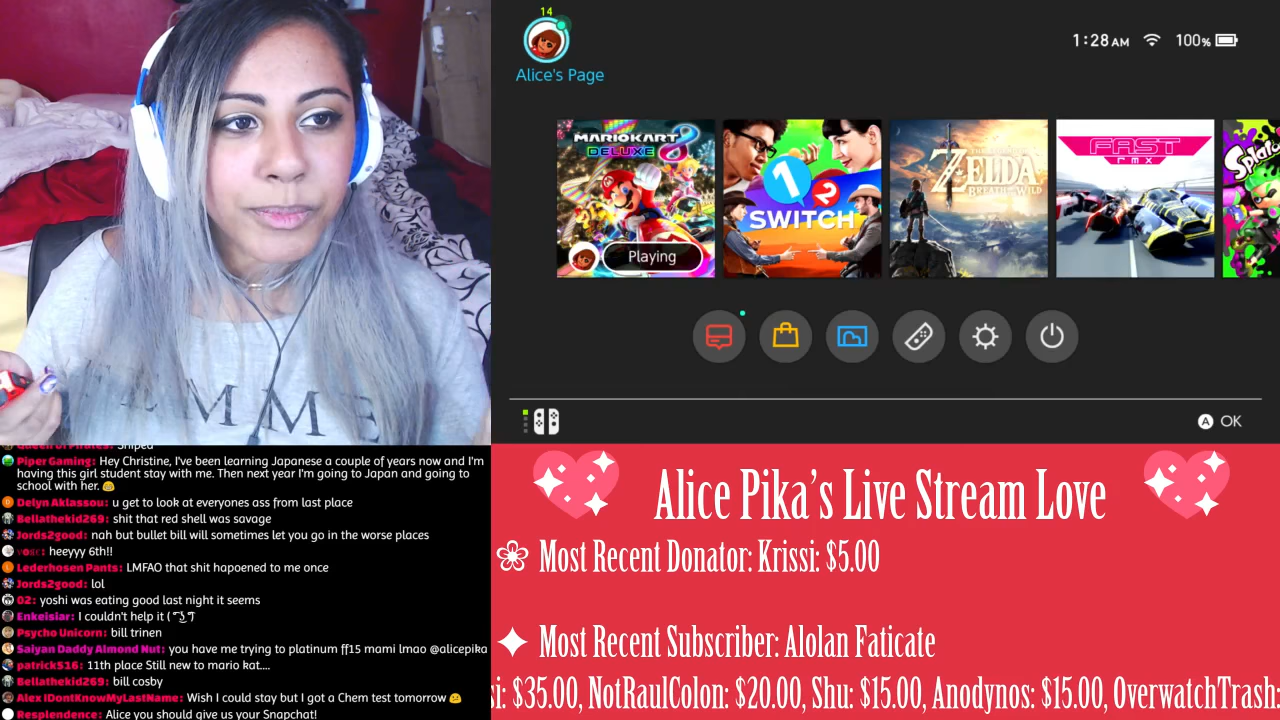 14
Alice's Page
1:28 AM
100%
MARIOKART 8
DELUXE
Playing
1 2
SWITCH
THE LEGEND OF
ZELDA
BREATH OF THE WILD
FAST
RMX
A OK
FEMME
Queen of Pirates: Sniped
Piper Gaming: Hey Christine, I've been learning Japanese a couple of years now and I'm
having this girl student stay with me. Then next year I'm going to Japan and going to
school with her.
Delyn Aklassou: u get to look at everyones ass from last place
Bellathekid269: shit that red shell was savage
Jords2good: nah but bullet bill will sometimes let you go in the worse places
heeyyy 6th!!
Lederhosen Pants: LMFAO that shit hapoened to me once
Jords2good: lol
02: yoshi was eating good last night it seems
Enkeisiar: I couldn't help it ( ͡° ͜ʖ ͡°
Psycho Unicorn: bill trinen
Saiyan Daddy Almond Nut: you have me trying to platinum ff15 mami lmao @alicepika
patrick516: 11th place Still new to mario kat....
Bellathekid269: bill cosby
Alex iDontKnowMyLastName: Wish I could stay but I got a Chem test tomorrow
Resplendence: Alice you should give us your Snapchat!
Alice Pika's Live Stream Love
Most Recent Donator: Krissi: $5.00
Most Recent Subscriber: Alolan Faticate
si: $35.00, NotRaulColon: $20.00, Shu: $15.00, Anodynos: $15.00, OverwatchTrash: